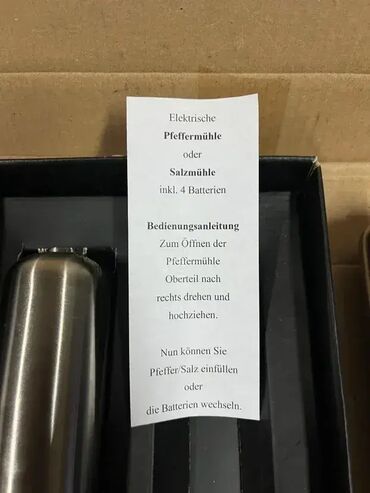 Elektrische
Pfeffermühle
oder
Salzmühle
inkl. 4 Batterien
Bedienungsanleitung
Zum Öffnen der
Pfeffermühle
Oberteil nach
rechts drehen und
hochziehen.
Nun können Sie
Pfeffer/Salz einfüllen
oder
die Batterien wechseln.